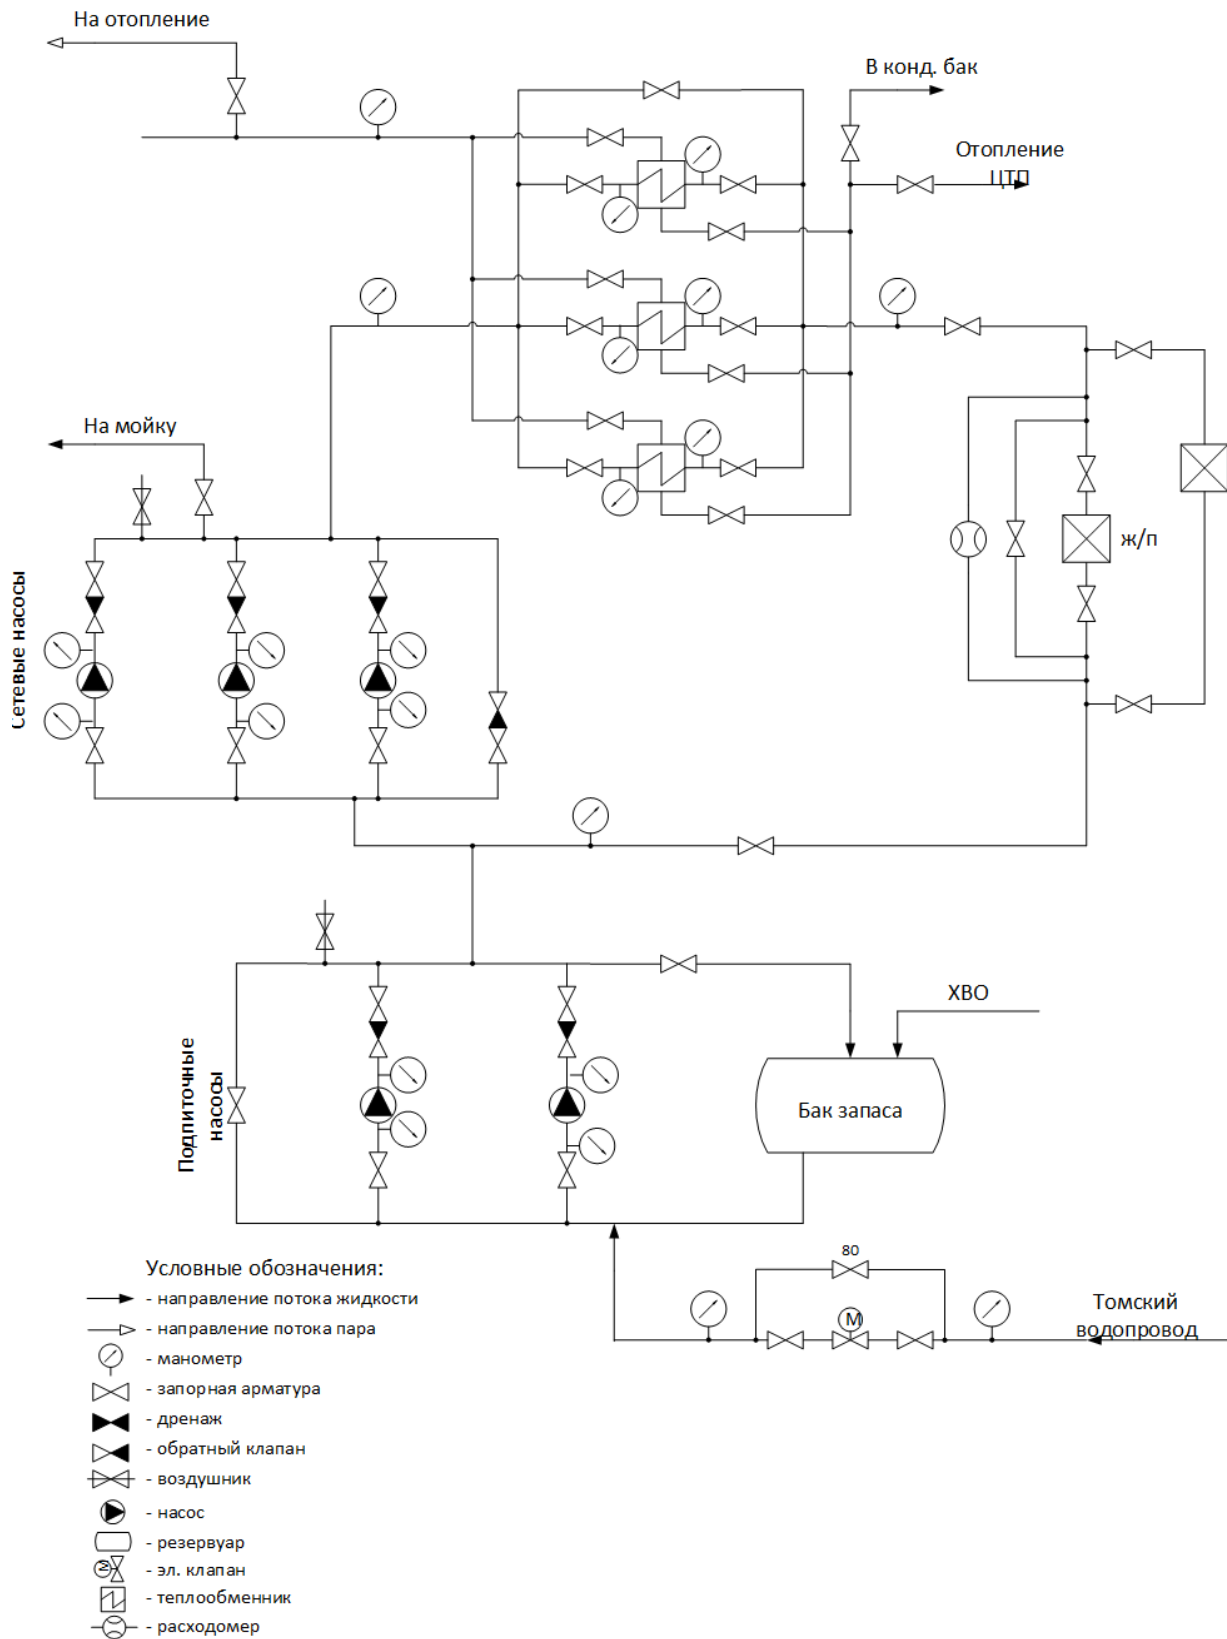 На отопление
В конд. бак
Отопление
ЦТП
На мойку
ж/п
Сетевые насосы
ХВО
Подпиточные
насосы
Бак запаса
80
М
Томский
водопровод
Условные обозначения:
- направление потока жидкости
- направление потока пара
- манометр
- запорная арматура
- дренаж
- обратный клапан
- воздушник
- насос
- резервуар
М
- эл. клапан
- теплообменник
- расходомер